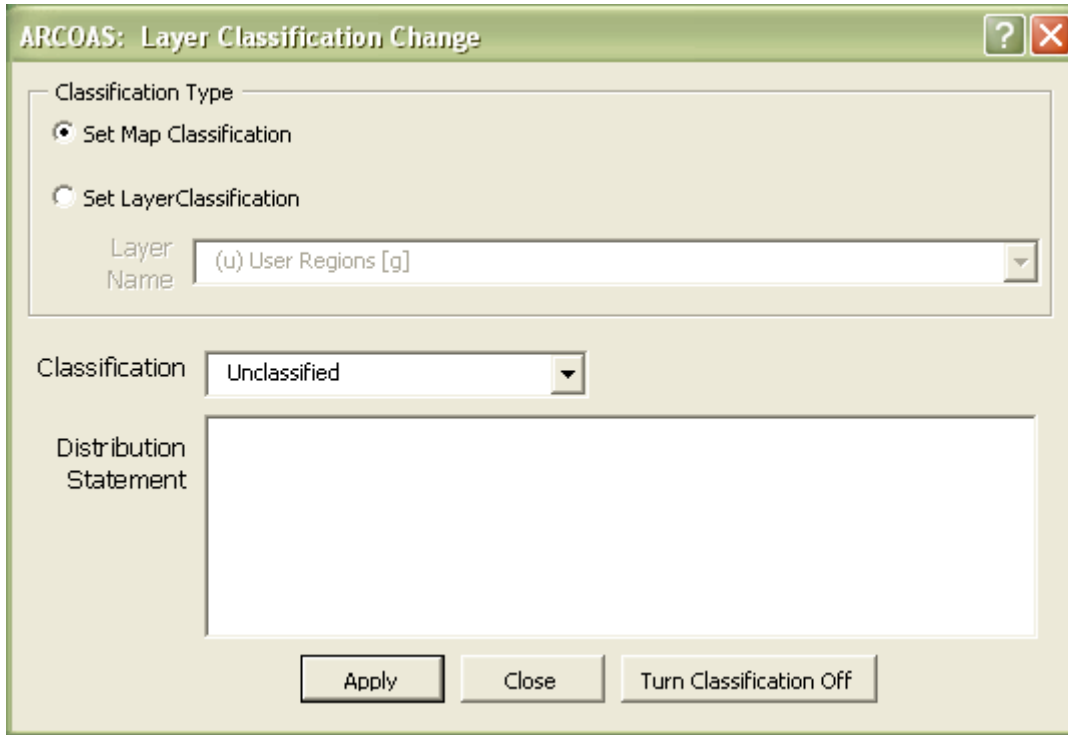 ARCOAS: Layer Classification Change
?
Classification Type
Set Map Classification
Set LayerClassification
Layer
Name
(u) User Regions [g]
Classification
Unclassified
Distribution
Statement
Apply
Close
Turn Classification Off